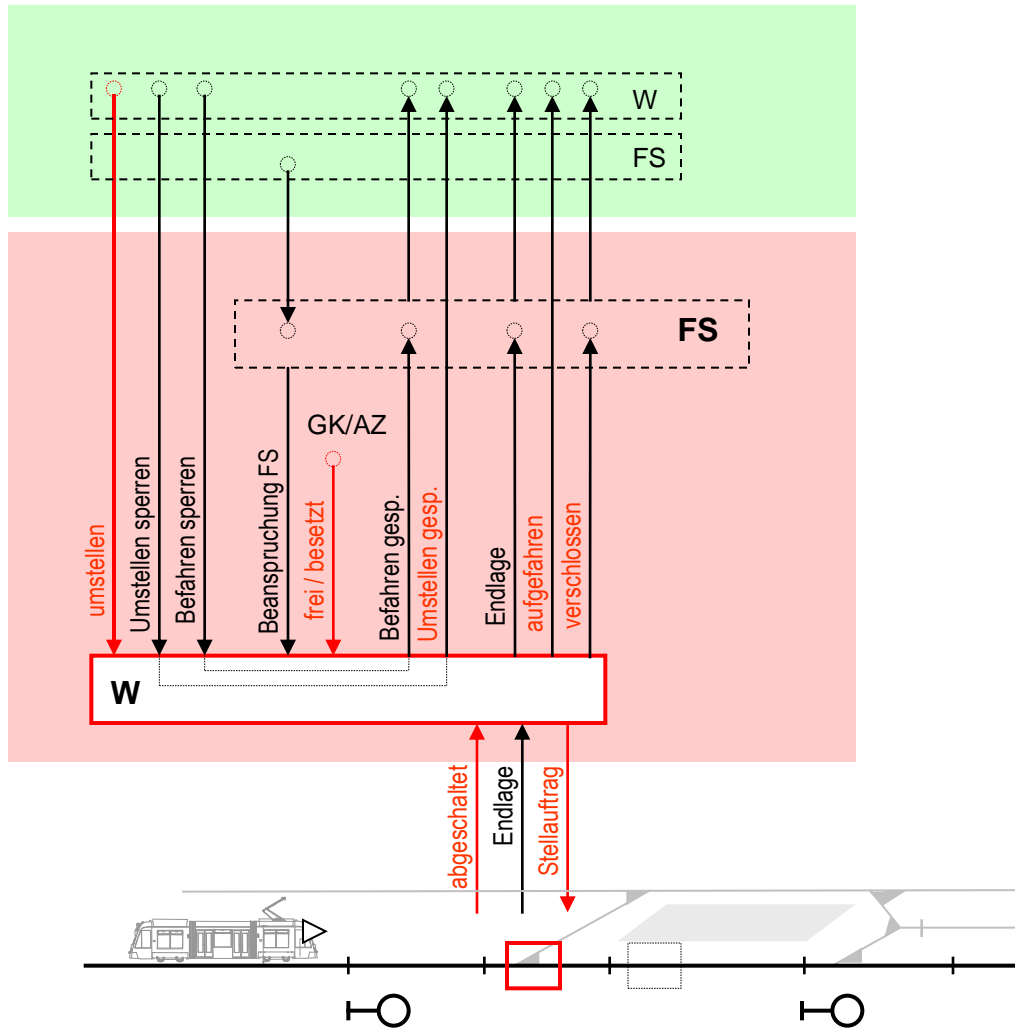 W
FS
FS
GK/AZ
umstellen
Umstellen sperren
Befahren sperren
Beanspruchung FS
frei / besetzt
Befahren gesp.
Umstellen gesp.
Endlage
aufgefahren
verschlossen
W
abgeschaltet
Endlage
Stellauftrag